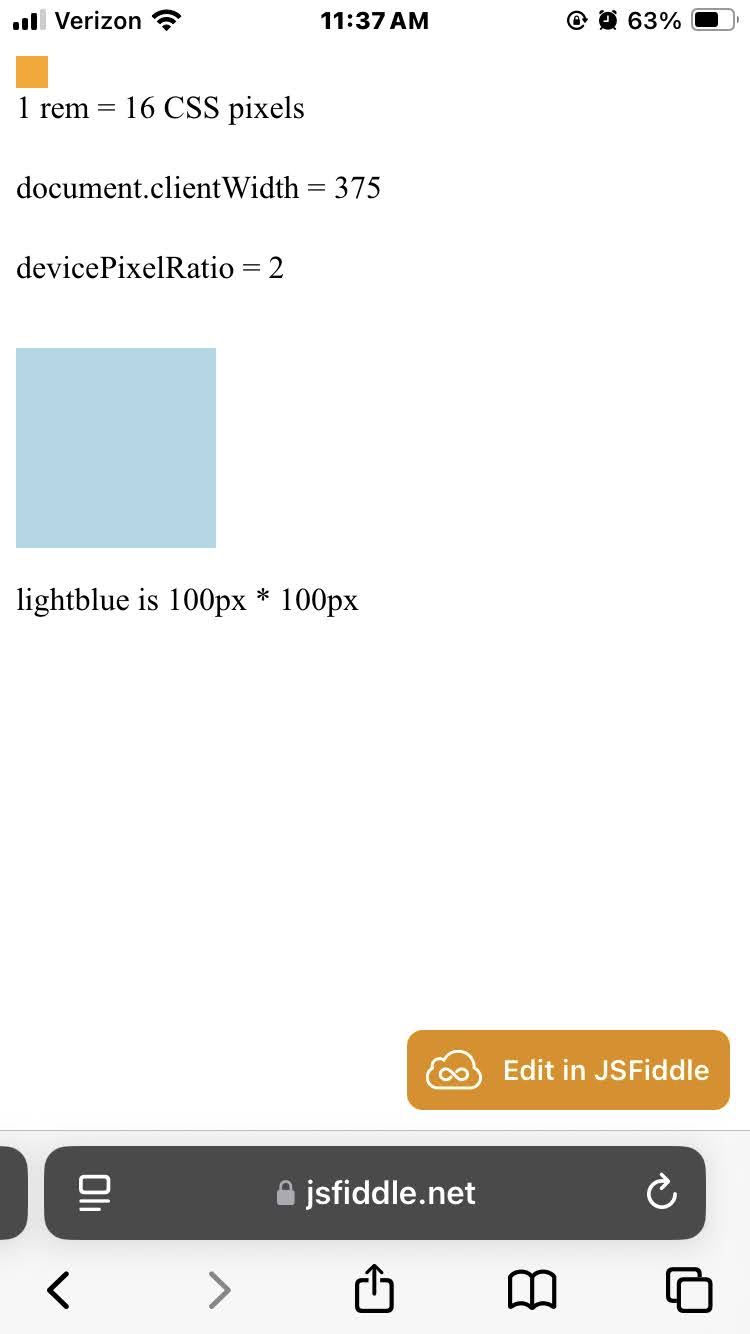 Verizon 11:37 AM 63%
1 rem = 16 CSS pixels
document.clientWidth = 375
devicePixelRatio = 2
lightblue is 100px * 100px
Edit in JSFiddle
jsfiddle.net